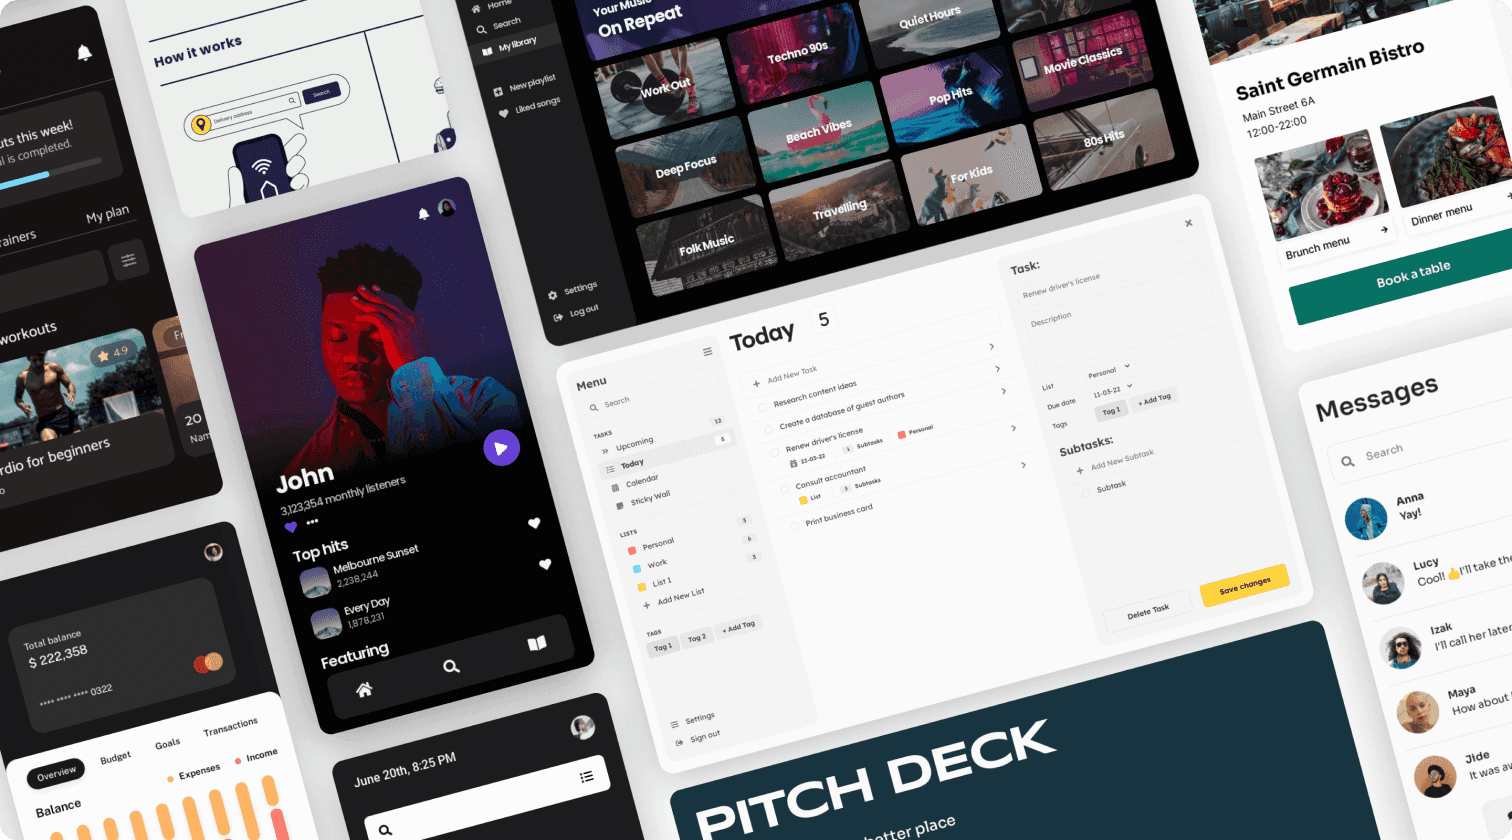 uts this week!
al is completed.
My plan
rainers
workouts
4.9
Fr
rdio for beginners
20
Nam
How it works
Delivery address
Search
Home
Search
My library
New playlist
Liked songs
Settings
Log out
Your Music
On Repeat
Work Out
Techno 90s
Quiet Hours
Deep Focus
Beach Vibes
Pop Hits
Movie Classics
Folk Music
Travelling
For Kids
80s Hits
Saint Germain Bistro
Main Street 6A
12:00-22:00
Brunch menu
Dinner menu
Book a table
John
3,123,354 monthly listeners
Top hits
Melbourne Sunset
2,238,244
Every Day
1,878,231
Featuring
Menu
Search
TASKS
Upcoming 12
Today 5
Calendar
Sticky Wall
LISTS
Personal 3
Work 6
List 1 3
+ Add New List
TAGS
Tag 1 Tag 2 + Add Tag
Settings
Sign out
Today 5
+ Add New Task
Research content ideas
Create a database of guest authors
Renew driver's license
22-03-22 1 Subtasks Personal
Consult accountant
List 3 Subtasks
Print business card
Task:
Renew driver's license
Description
List Personal
Due date 11-03-22
Tags Tag 1 + Add Tag
Subtasks:
+ Add New Subtask
Subtask
Delete Task
Save changes
Messages
Search
Anna
Yay!
Lucy
Cool! 👍I'll take the
Izak
I'll call her later
Maya
How about
Jide
It was aw
Total balance
$ 222,358
**** **** **** 0322
Overview Budget Goals Transactions
Expenses Income
Balance
June 20th, 8:25 PM
PITCH DECK
better place